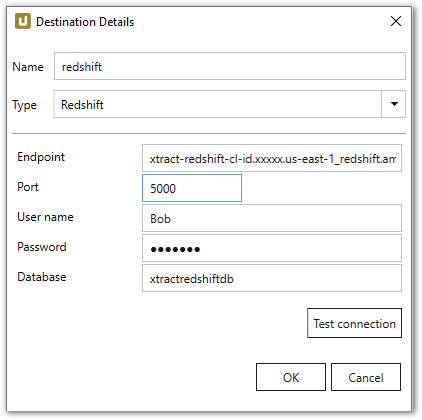 Destination Details
Name redshift
Type Redshift
Endpoint xtract-redshift-cl-id.xxxxx.us-east-1_redshift.am
Port 5000
User name Bob
Password ●●●●●●●
Database xtractredshiftdb
Test connection
OK Cancel